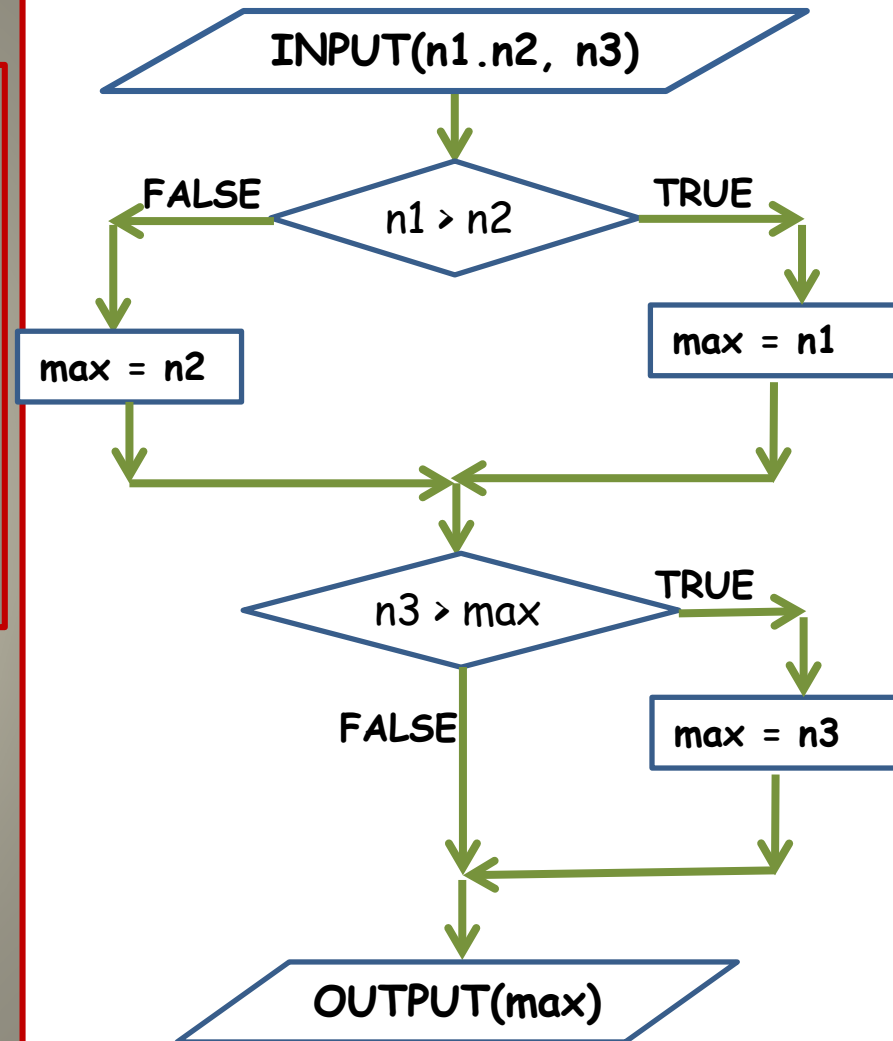 INPUT(n1.n2, n3)
FALSE
TRUE
n1 > n2
max = n2
max = n1
TRUE
n3 > max
FALSE
max = n3
OUTPUT(max)